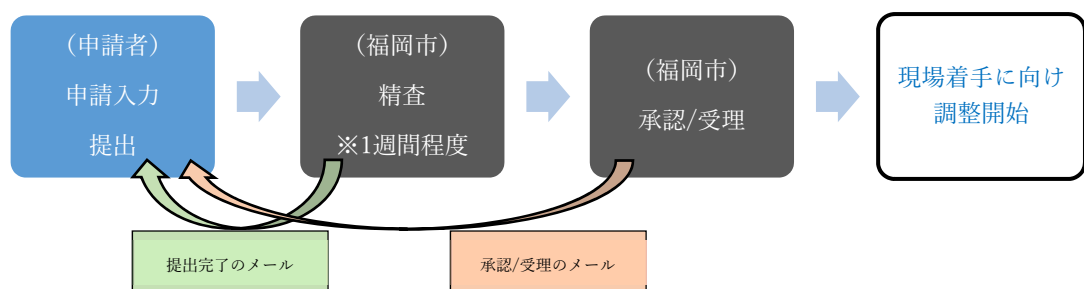 (申請者)
申請入力
提出
(福岡市)
精査
※1週間程度
(福岡市)
承認/受理
現場着手に向け
調整開始
提出完了のメール
承認/受理のメール